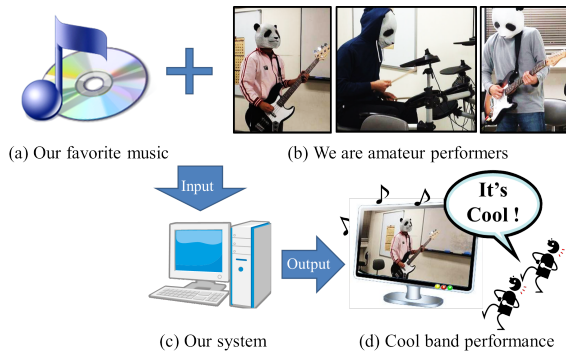 (a) Our favorite music
(b) We are amateur performers
Input
It's
Cool !
Output
(c) Our system
(d) Cool band performance